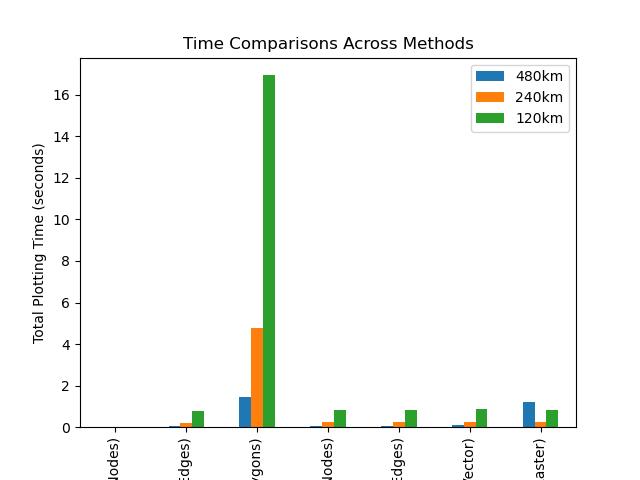 Time Comparisons Across Methods
480km
240km
120km
Total Plotting Time (seconds)
16
14
12
10
8
6
4
2
0
Nodes)
Edges)
ygons)
Nodes)
Edges)
Vector)
aster)